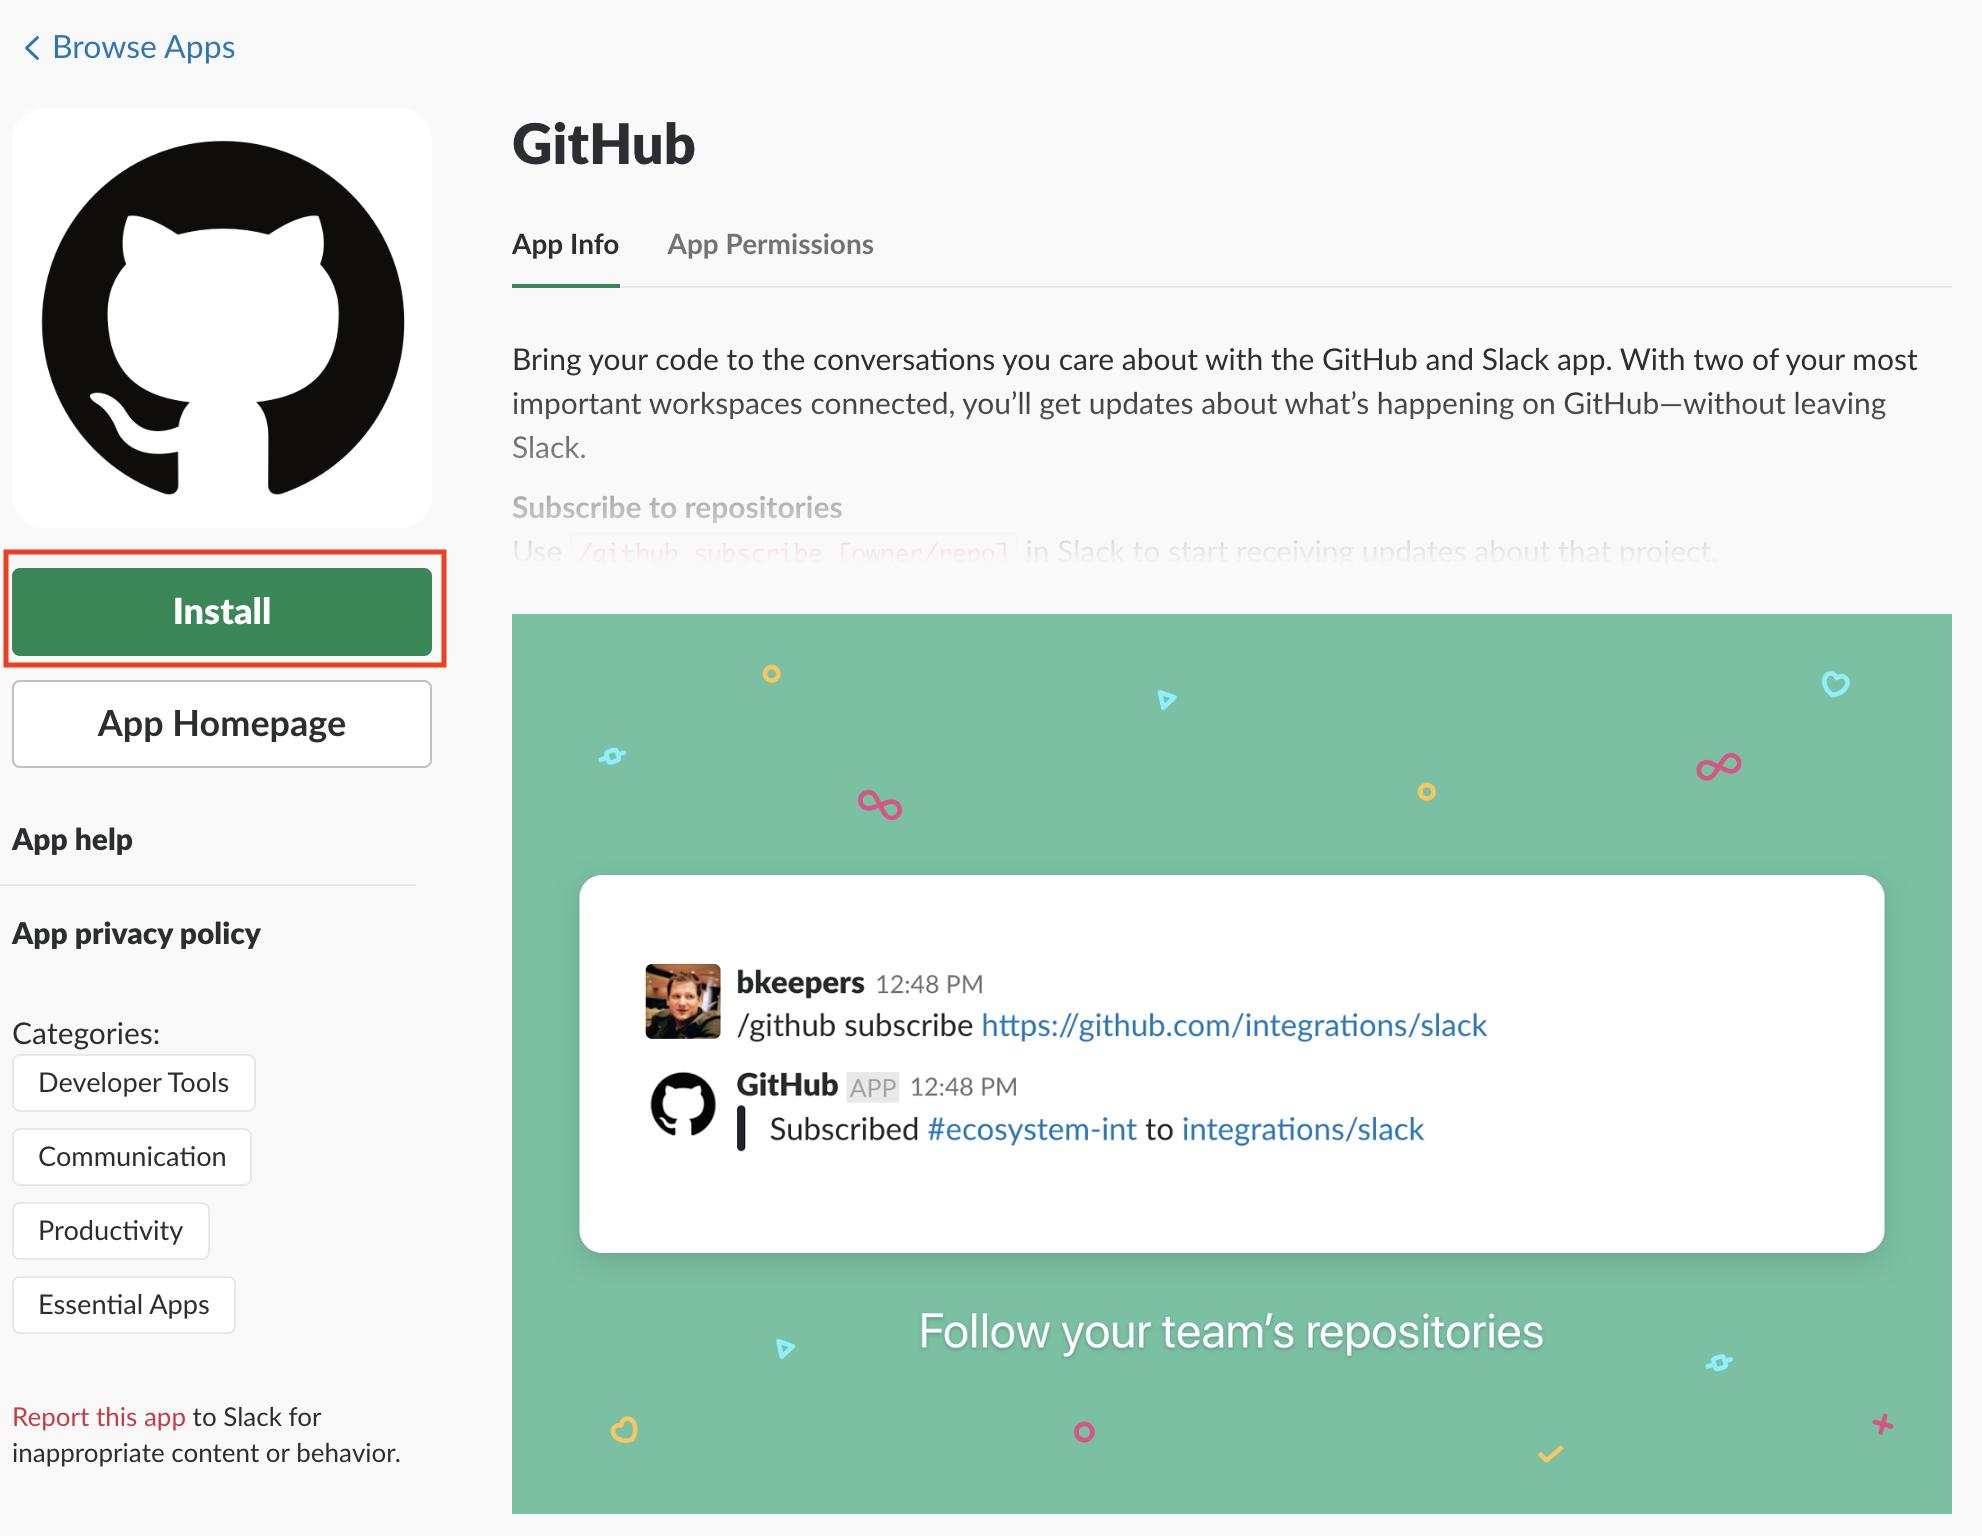 Browse Apps
GitHub
App Info
App Permissions
Bring your code to the conversations you care about with the GitHub and Slack app. With two of your most
important workspaces connected, you’ll get updates about what’s happening on GitHub—without leaving
Slack.
Subscribe to repositories
Use /github subscribe [owner/repo] in Slack to start receiving updates about that project.
Install
App Homepage
App help
App privacy policy
Categories:
Developer Tools
Communication
Productivity
Essential Apps
Report this app to Slack for
inappropriate content or behavior.
bkeepers 12:48 PM
/github subscribe https://github.com/integrations/slack
GitHub APP 12:48 PM
Subscribed #ecosystem-int to integrations/slack
Follow your team’s repositories